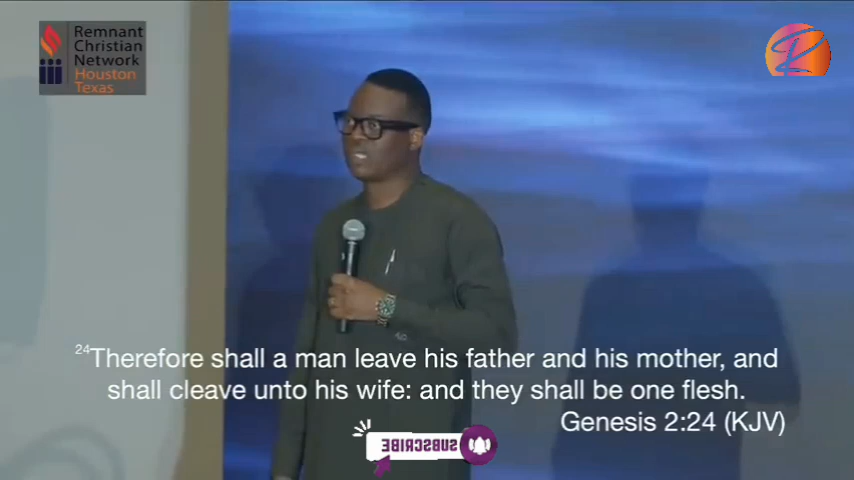 Remnant
Christian
Network
Houston
Texas
24Therefore shall a man leave his father and his mother, and
shall cleave unto his wife: and they shall be one flesh.
Genesis 2:24 (KJV)
SUBSCRIBE